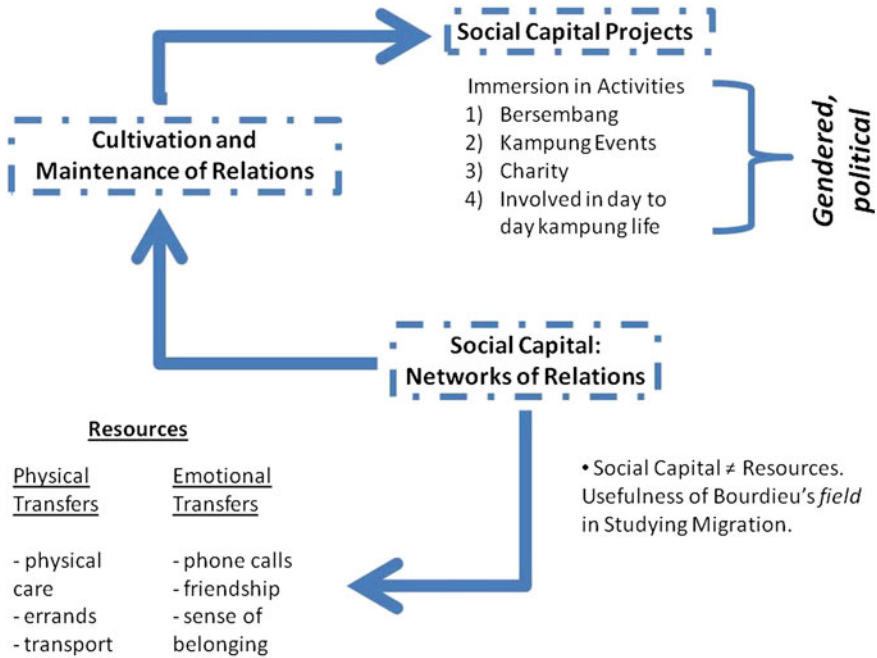 Social Capital Projects
Immersion in Activities
1) Bersembang
2) Kampung Events
3) Charity
4) Involved in day to
day kampung life
Gendered,
political
Cultivation and
Maintenance of Relations
Social Capital:
Networks of Relations
Resources
Physical
Transfers
- physical
care
- errands
- transport
Emotional
Transfers
- phone calls
- friendship
- sense of
belonging
• Social Capital ≠ Resources.
Usefulness of Bourdieu's field
in Studying Migration.